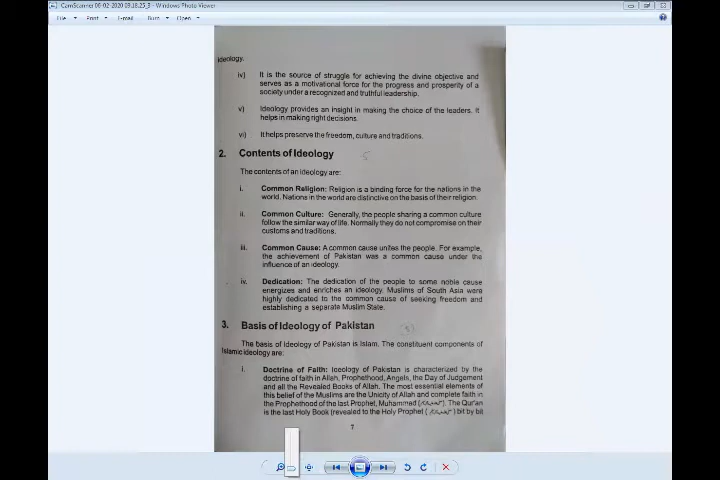 CamScanner 06-02-2020 09.18.25_3 - Windows Photo Viewer
File Print E-mail Burn Open
ideology.
iv) It is the source of struggle for achieving the divine objective and
serves as a motivational force for the progress and prosperity of a
society under a recognized and truthful leadership.
v) Ideology provides an insight in making the choice of the leaders. It
helps in making right decisions.
vi) It helps preserve the freedom, culture and traditions.
2. Contents of Ideology
The contents of an ideology are:
i. Common Religion: Religion is a binding force for the nations in the
world. Nations in the world are distinctive on the basis of their religion.
ii. Common Culture: Generally, the people sharing a common culture
follow the similar way of life. Normally they do not compromise on their
customs and traditions.
iii. Common Cause: A common cause unites the people. For example,
the achievement of Pakistan was a common cause under the
influence of an ideology.
iv. Dedication: The dedication of the people to some noble cause
energizes and enriches an ideology. Muslims of South Asia were
highly dedicated to the common cause of seeking freedom and
establishing a separate Muslim State.
3. Basis of Ideology of Pakistan
The basis of ideology of Pakistan is Islam. The constituent components of
Islamic ideology are:
i. Doctrine of Faith: Ideology of Pakistan is characterized by the
doctrine of faith in Allah, Prophethood, Angels, the Day of Judgement
and all the Revealed Books of Allah. The most essential elements of
this belief of the Muslims are the Unicity of Allah and complete faith in
the Prophethood of the last Prophet, Muhammad ( ). The Qur'an
is the last Holy Book (revealed to the Holy Prophet ( ) bit by bit
7